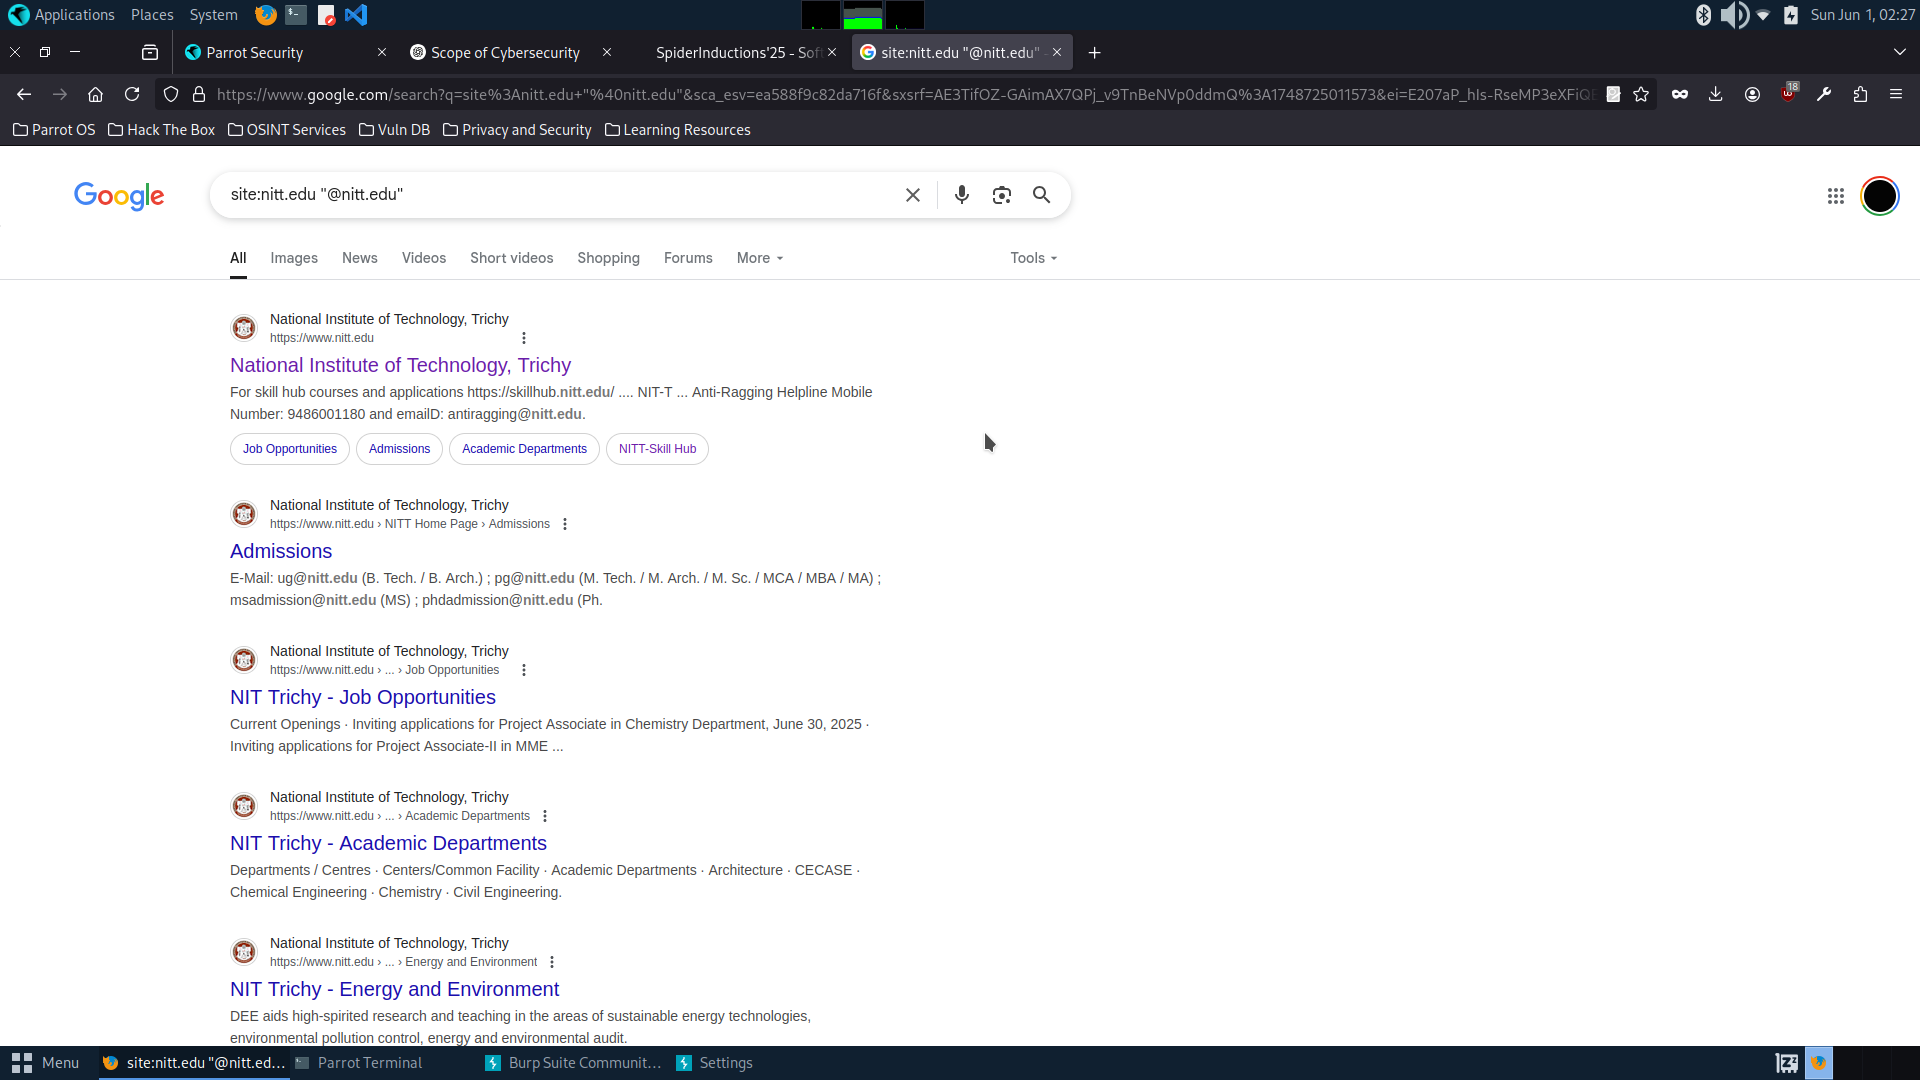 Applications Places System Sun Jun 1, 02:27
Parrot Security Scope of Cybersecurity SpiderInductions'25 - Soft site:nitt.edu "@nitt.edu" -
https://www.google.com/search?q=site%3Anitt.edu+"%40nitt.edu"&sca_esv=ea588f9c82da716f&sxsrf=AE3TifOZ-GAimAX7QPj_v9TnBeNVp0ddmQ%3A1748725011573&ei=E207aP_hIs-RseMP3eXFiQE 18
Parrot OS Hack The Box OSINT Services Vuln DB Privacy and Security Learning Resources
Google site:nitt.edu "@nitt.edu"
All Images News Videos Short videos Shopping Forums More Tools
National Institute of Technology, Trichy
https://www.nitt.edu
National Institute of Technology, Trichy
For skill hub courses and applications https://skillhub.nitt.edu/ .... NIT-T ... Anti-Ragging Helpline Mobile
Number: 9486001180 and emailD: antiragging@nitt.edu.
Job Opportunities Admissions Academic Departments NITT-Skill Hub
National Institute of Technology, Trichy
https://www.nitt.edu › NITT Home Page › Admissions
Admissions
E-Mail: ug@nitt.edu (B. Tech. / B. Arch.) ; pg@nitt.edu (M. Tech. / M. Arch. / M. Sc. / MCA / MBA / MA) ;
msadmission@nitt.edu (MS) ; phdadmission@nitt.edu (Ph.
National Institute of Technology, Trichy
https://www.nitt.edu › ... › Job Opportunities
NIT Trichy - Job Opportunities
Current Openings · Inviting applications for Project Associate in Chemistry Department, June 30, 2025 ·
Inviting applications for Project Associate-II in MME ...
National Institute of Technology, Trichy
https://www.nitt.edu › ... › Academic Departments
NIT Trichy - Academic Departments
Departments / Centres · Centers/Common Facility · Academic Departments · Architecture · CECASE ·
Chemical Engineering · Chemistry · Civil Engineering.
National Institute of Technology, Trichy
https://www.nitt.edu › ... › Energy and Environment
NIT Trichy - Energy and Environment
DEE aids high-spirited research and teaching in the areas of sustainable energy technologies,
environmental pollution control, energy and environmental audit.
Menu site:nitt.edu "@nitt.ed... Parrot Terminal Burp Suite Communit... Settings